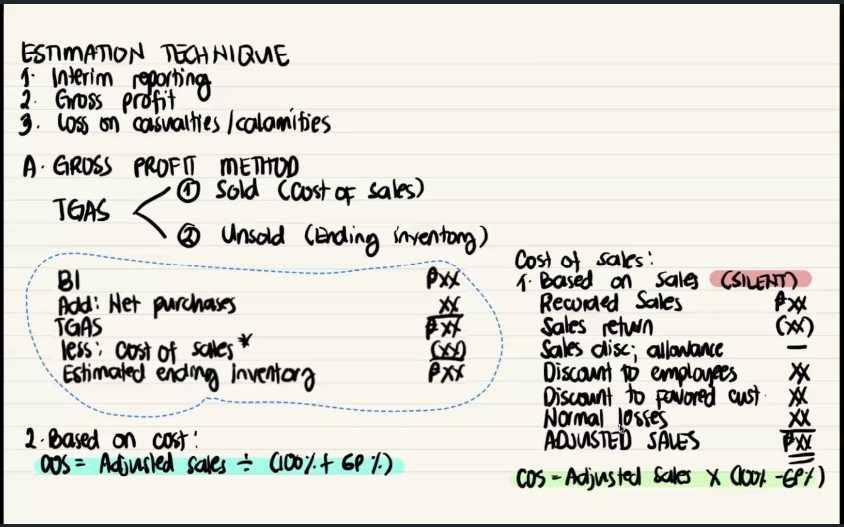 ESTIMATION TECHNIQUE
1. Interim reporting
2. Gross profit
3. Loss on casualties/calamities
A. GROSS PROFIT METHOD
TGAS
① Sold (Cost of sales)
② Unsold (Ending inventory)
BI ₱XX
Add: Net purchases XX
TGAS ₱XX
less: Cost of sales* (XX)
Estimated ending inventory ₱XX
2. Based on cost:
COS = Adjusted sales ÷ (100% + GP%)
Cost of sales:
1. Based on sales (SILENT)
Recorded Sales ₱XX
Sales return (XX)
Sales disc; allowance —
Discount to employees XX
Discount to favored cust. XX
Normal losses XX
ADJUSTED SALES ₱XX
COS = Adjusted Sales X (100% - GP%)